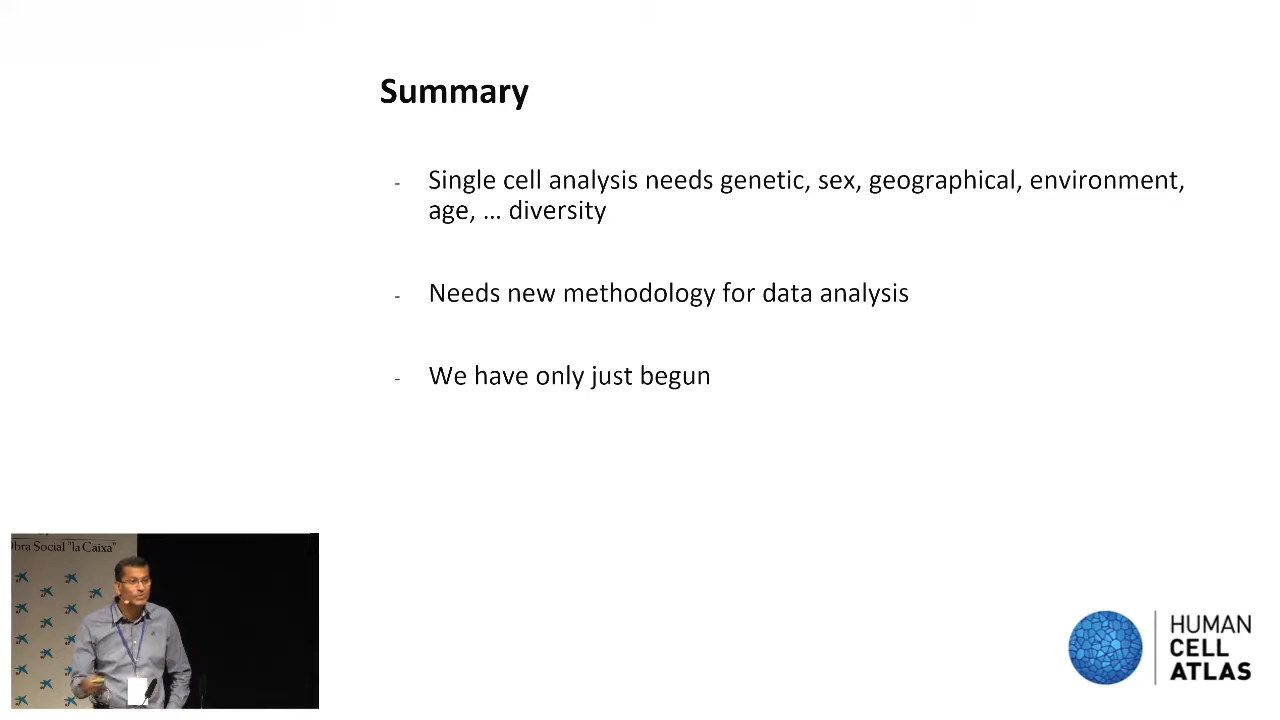 Summary
- Single cell analysis needs genetic, sex, geographical, environment,
age, ... diversity
- Needs new methodology for data analysis
- We have only just begun
Obra Social "la Caixa"
HUMAN
CELL
ATLAS